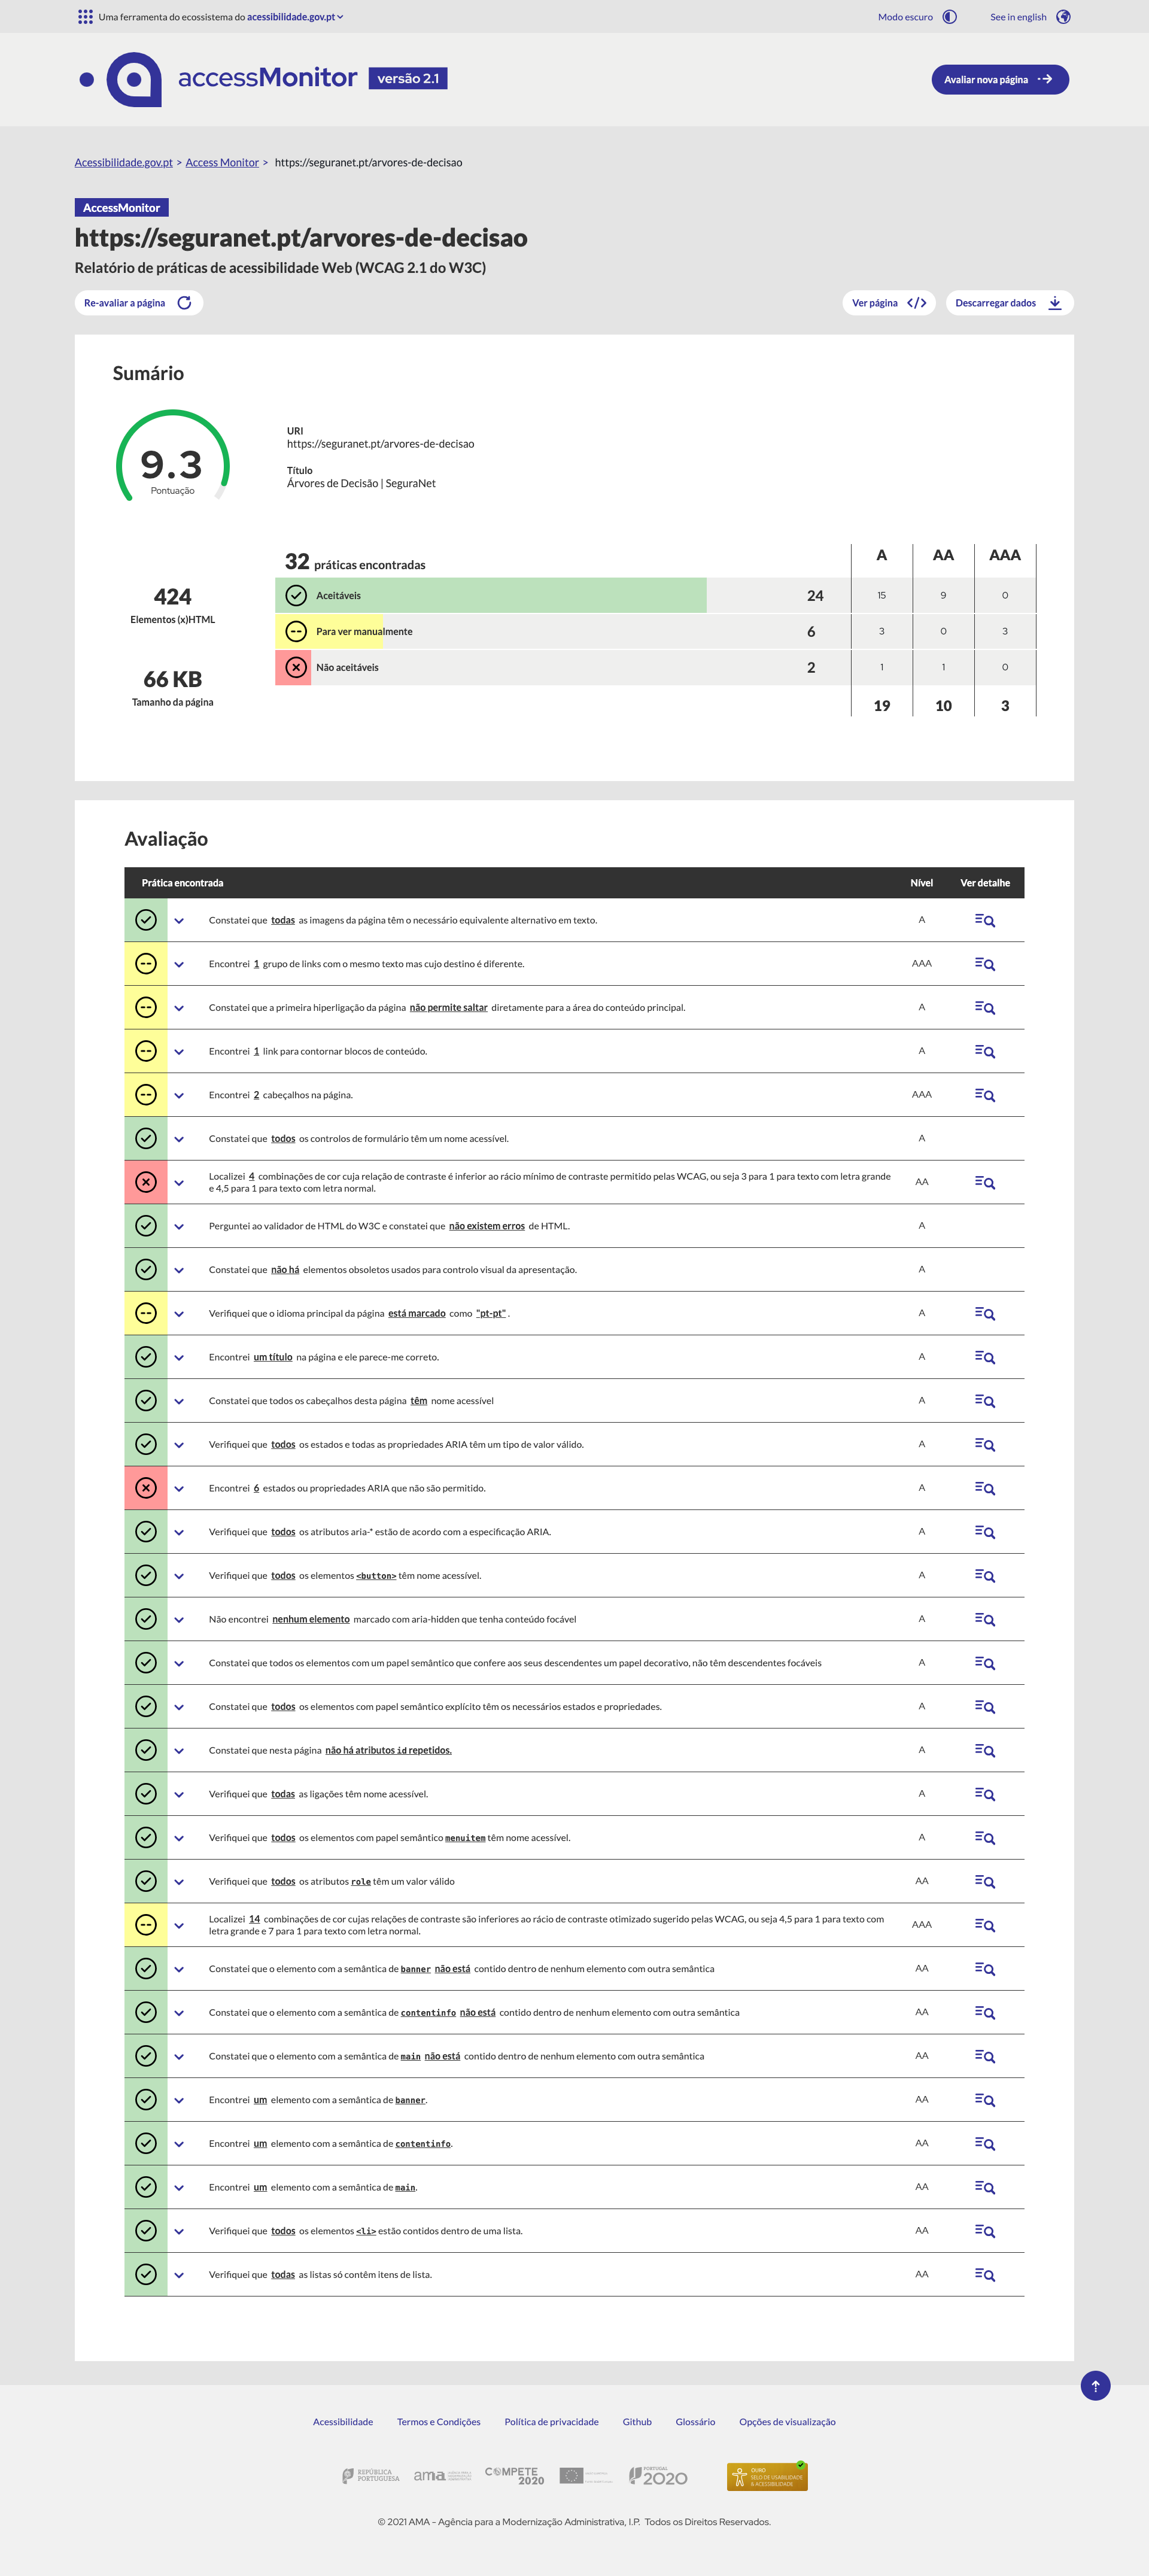 Uma ferramenta do ecossistema do acessibilidade.gov.pt
Modo escuro
See in english
accessMonitor versão 2.1
Avaliar nova página
Acessibilidade.gov.pt > Access Monitor > https://seguranet.pt/arvores-de-decisao
AccessMonitor
https://seguranet.pt/arvores-de-decisao
Relatório de práticas de acessibilidade Web (WCAG 2.1 do W3C)
Re-avaliar a página
Ver página
Descarregar dados
Sumário
9.3
Pontuação
URI
https://seguranet.pt/arvores-de-decisao
Título
Árvores de Decisão | SeguraNet
424
Elementos (x)HTML
66 KB
Tamanho da página
32 práticas encontradas A AA AAA
Aceitáveis 24 15 9 0
Para ver manualmente 6 3 0 3
Não aceitáveis 2 1 1 0
19 10 3
Avaliação
Prática encontrada Nível Ver detalhe
Constatei que todas as imagens da página têm o necessário equivalente alternativo em texto. A
Encontrei 1 grupo de links com o mesmo texto mas cujo destino é diferente. AAA
Constatei que a primeira hiperligação da página não permite saltar diretamente para a área do conteúdo principal. A
Encontrei 1 link para contornar blocos de conteúdo. A
Encontrei 2 cabeçalhos na página. AAA
Constatei que todos os controlos de formulário têm um nome acessível. A
Localizei 4 combinações de cor cuja relação de contraste é inferior ao rácio mínimo de contraste permitido pelas WCAG, ou seja 3 para 1 para texto com letra grande
e 4,5 para 1 para texto com letra normal. AA
Perguntei ao validador de HTML do W3C e constatei que não existem erros de HTML. A
Constatei que não há elementos obsoletos usados para controlo visual da apresentação. A
Verifiquei que o idioma principal da página está marcado como "pt-pt" . A
Encontrei um título na página e ele parece-me correto. A
Constatei que todos os cabeçalhos desta página têm nome acessível A
Verifiquei que todos os estados e todas as propriedades ARIA têm um tipo de valor válido. A
Encontrei 6 estados ou propriedades ARIA que não são permitido. A
Verifiquei que todos os atributos aria-* estão de acordo com a especificação ARIA. A
Verifiquei que todos os elementos <button> têm nome acessível. A
Não encontrei nenhum elemento marcado com aria-hidden que tenha conteúdo focável A
Constatei que todos os elementos com um papel semântico que confere aos seus descendentes um papel decorativo, não têm descendentes focáveis A
Constatei que todos os elementos com papel semântico explícito têm os necessários estados e propriedades. A
Constatei que nesta página não há atributos id repetidos. A
Verifiquei que todas as ligações têm nome acessível. A
Verifiquei que todos os elementos com papel semântico menuitem têm nome acessível. A
Verifiquei que todos os atributos role têm um valor válido AA
Localizei 14 combinações de cor cujas relações de contraste são inferiores ao rácio de contraste otimizado sugerido pelas WCAG, ou seja 4,5 para 1 para texto com
letra grande e 7 para 1 para texto com letra normal. AAA
Constatei que o elemento com a semântica de banner não está contido dentro de nenhum elemento com outra semântica AA
Constatei que o elemento com a semântica de contentinfo não está contido dentro de nenhum elemento com outra semântica AA
Constatei que o elemento com a semântica de main não está contido dentro de nenhum elemento com outra semântica AA
Encontrei um elemento com a semântica de banner. AA
Encontrei um elemento com a semântica de contentinfo. AA
Encontrei um elemento com a semântica de main. AA
Verifiquei que todos os elementos <li> estão contidos dentro de uma lista. AA
Verifiquei que todas as listas só contêm itens de lista. AA
Acessibilidade
Termos e Condições
Política de privacidade
Github
Glossário
Opções de visualização
REPÚBLICA
PORTUGUESA
ama
COMPETE
2020
PORTUGAL
2020
OURO
SELO DE USABILIDADE
& ACESSIBILIDADE
© 2021 AMA - Agência para a Modernização Administrativa, I.P. Todos os Direitos Reservados.